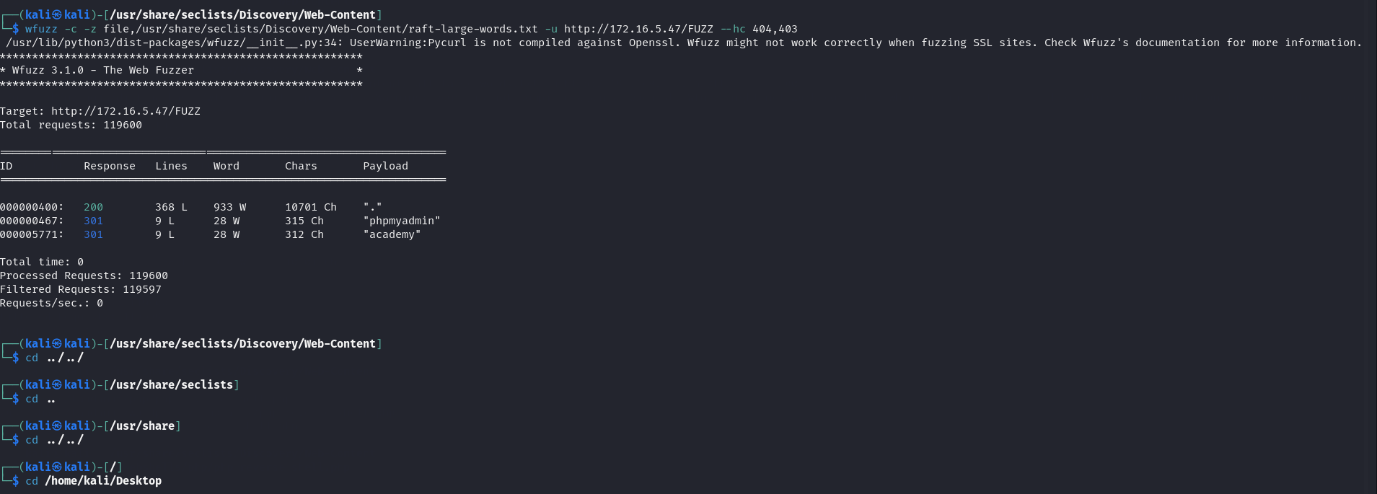 ┌──(kali㉿kali)-[/usr/share/seclists/Discovery/Web-Content]
└─$ wfuzz -c -z file,/usr/share/seclists/Discovery/Web-Content/raft-large-words.txt -u http://172.16.5.47/FUZZ --hc 404,403
 /usr/lib/python3/dist-packages/wfuzz/__init__.py:34: UserWarning:Pycurl is not compiled against Openssl. Wfuzz might not work correctly when fuzzing SSL sites. Check Wfuzz's documentation for more information.
********************************************************
* Wfuzz 3.1.0 - The Web Fuzzer                         *
********************************************************
Target: http://172.16.5.47/FUZZ
Total requests: 119600
=====================================================================
ID           Response   Lines    Word       Chars       Payload
=====================================================================
000000400:   200        368 L    933 W      10701 Ch    "."
000000467:   301        9 L      28 W       315 Ch      "phpmyadmin"
000005771:   301        9 L      28 W       312 Ch      "academy"
Total time: 0
Processed Requests: 119600
Filtered Requests: 119597
Requests/sec.: 0
┌──(kali㉿kali)-[/usr/share/seclists/Discovery/Web-Content]
└─$ cd ../../
┌──(kali㉿kali)-[/usr/share/seclists]
└─$ cd ..
┌──(kali㉿kali)-[/usr/share]
└─$ cd ../../
┌──(kali㉿kali)-[/]
└─$ cd /home/kali/Desktop